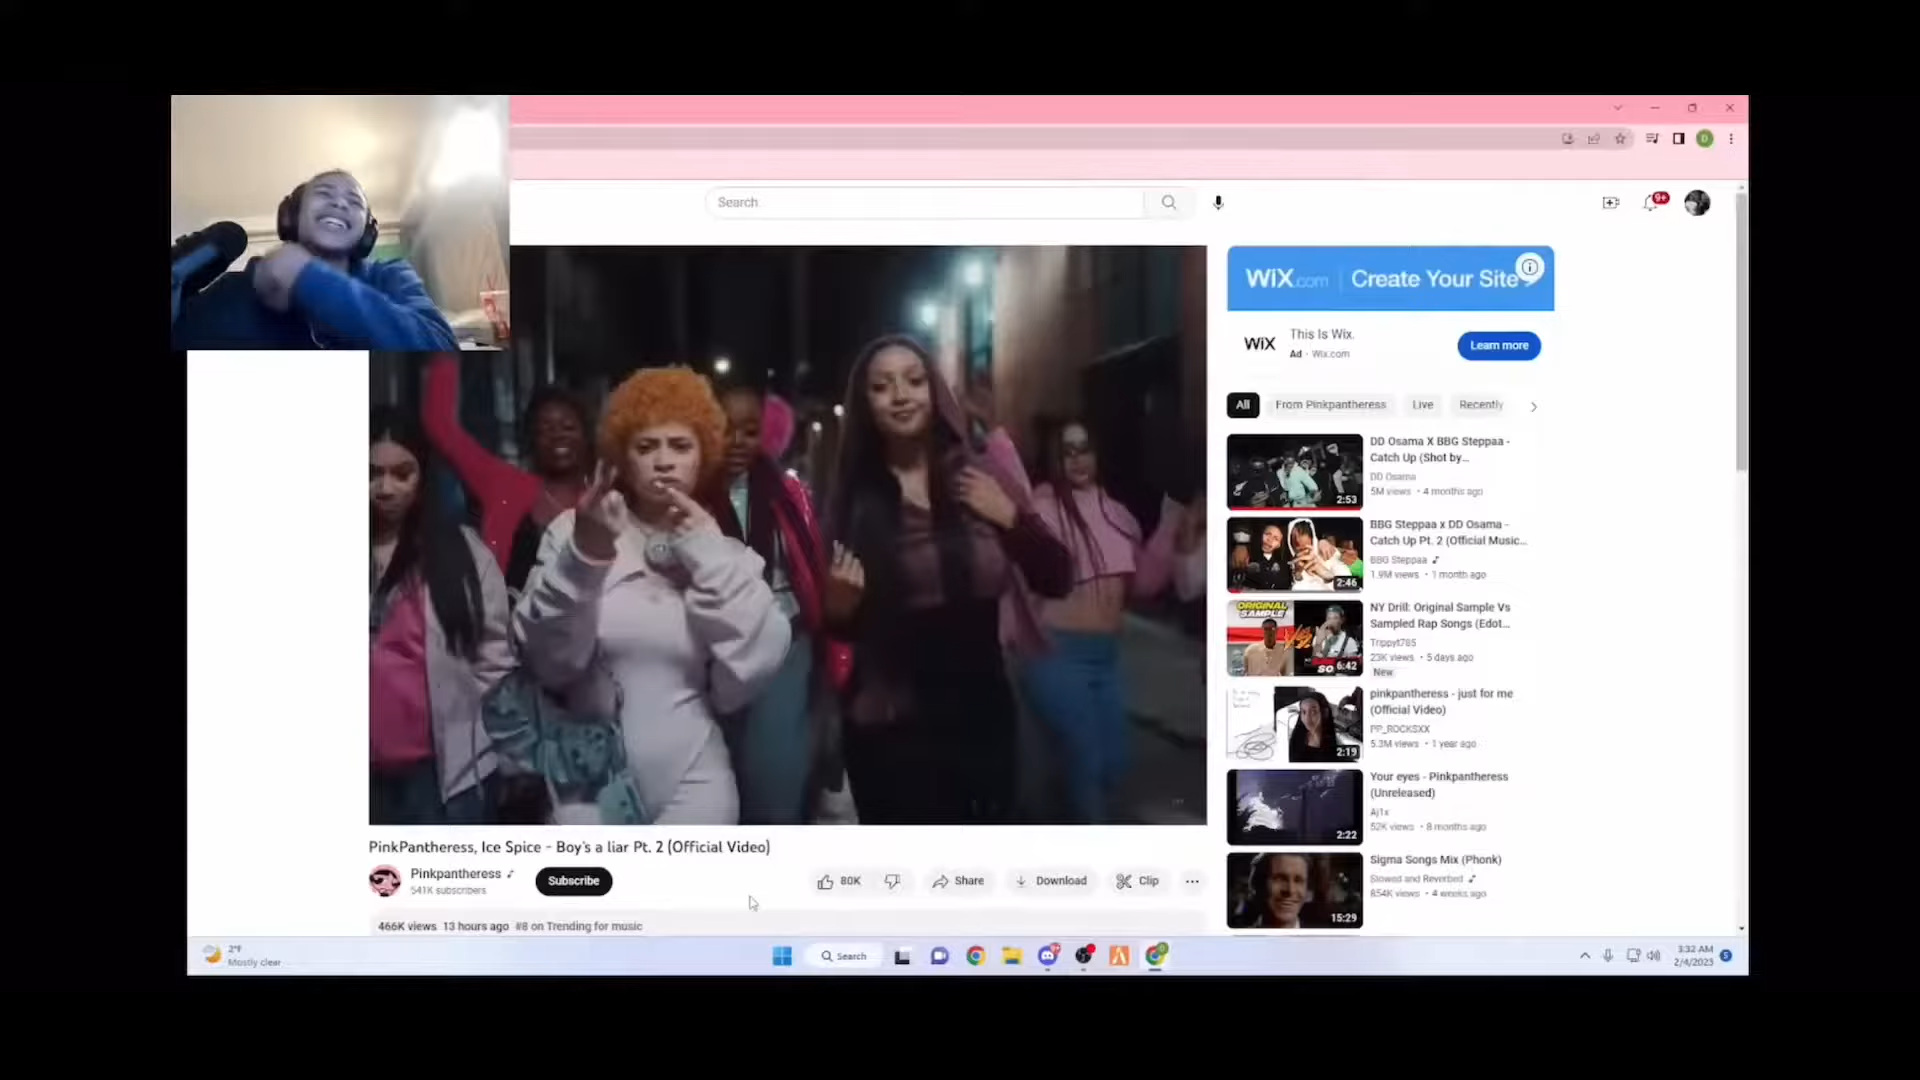 Search
9+
WiX.com | Create Your Site
WiX
This Is Wix.
Ad · Wix.com
Learn more
All
From Pinkpantheress
Live
Recently
DD Osama X BBG Steppaa -
Catch Up (Shot by...
DD Osama
5M views • 4 months ago
2:53
BBG Steppaa x DD Osama -
Catch Up Pt. 2 (Official Music...
BBG Steppaa
1.9M views • 1 month ago
2:46
ORIGINAL
SAMPLE
NY Drill: Original Sample Vs
Sampled Rap Songs (Edot...
Trippyt785
23K views • 5 days ago
New
6:42
pinkpantheress - just for me
(Official Video)
PP_ROCKSXX
5.3M views • 1 year ago
2:19
Your eyes - Pinkpantheress
(Unreleased)
Aj1x
52K views • 8 months ago
2:22
Sigma Songs Mix (Phonk)
Slowed and Reverbed
854K views • 4 weeks ago
15:29
PinkPantheress, Ice Spice - Boy's a liar Pt. 2 (Official Video)
Pinkpantheress
541K subscribers
Subscribe
80K
Share
Download
Clip
466K views 13 hours ago #8 on Trending for music
2°F
Mostly clear
Search
3:32 AM
2/4/2023
5